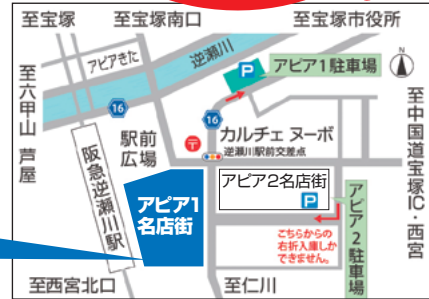 至宝塚
至宝塚南口
至宝塚市役所
アピアきた
逆瀬川
P
アピア1駐車場
N
16
16
至六甲山 芦屋
駅前
広場
〒
カルチェ ヌーボ
逆瀬川駅前交差点
至中国道宝塚IC・西宮
阪急逆瀬川駅
アピア1
名店街
アピア2名店街
P
アピア2駐車場
こちらからの
右折入庫しか
できません。
至西宮北口
至仁川